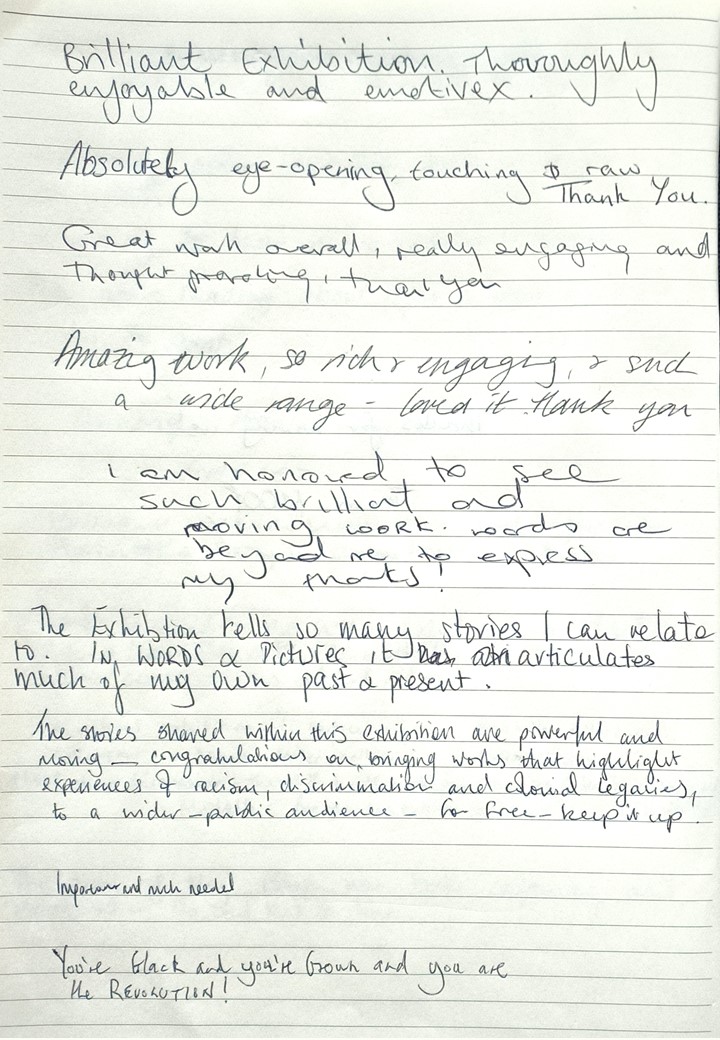 Brilliant Exhibition. Thoroughly
enjoyable and emotive x.
Absolutely eye-opening, touching & raw
Thank You.
Great work overall, really engaging and
Thought provoking, thank you
Amazing work, so rich & engaging, & such
a wide range - loved it. thank you
i am honored to see
such brilliant and
moving work. words are
beyond me to express
my thanks!
The Exhibition tells so many stories I can relate
to. IN WORDS & Pictures it articulates
much of my own past & present.
The stories shared within this exhibition are powerful and
moving — congratulations on bringing works that highlight
experiences of racism, discrimination and colonial legacies,
to a wider - public audience - for free - keep it up.
Important and much needed
You're black and you're brown and you are
the REVOLUTION!